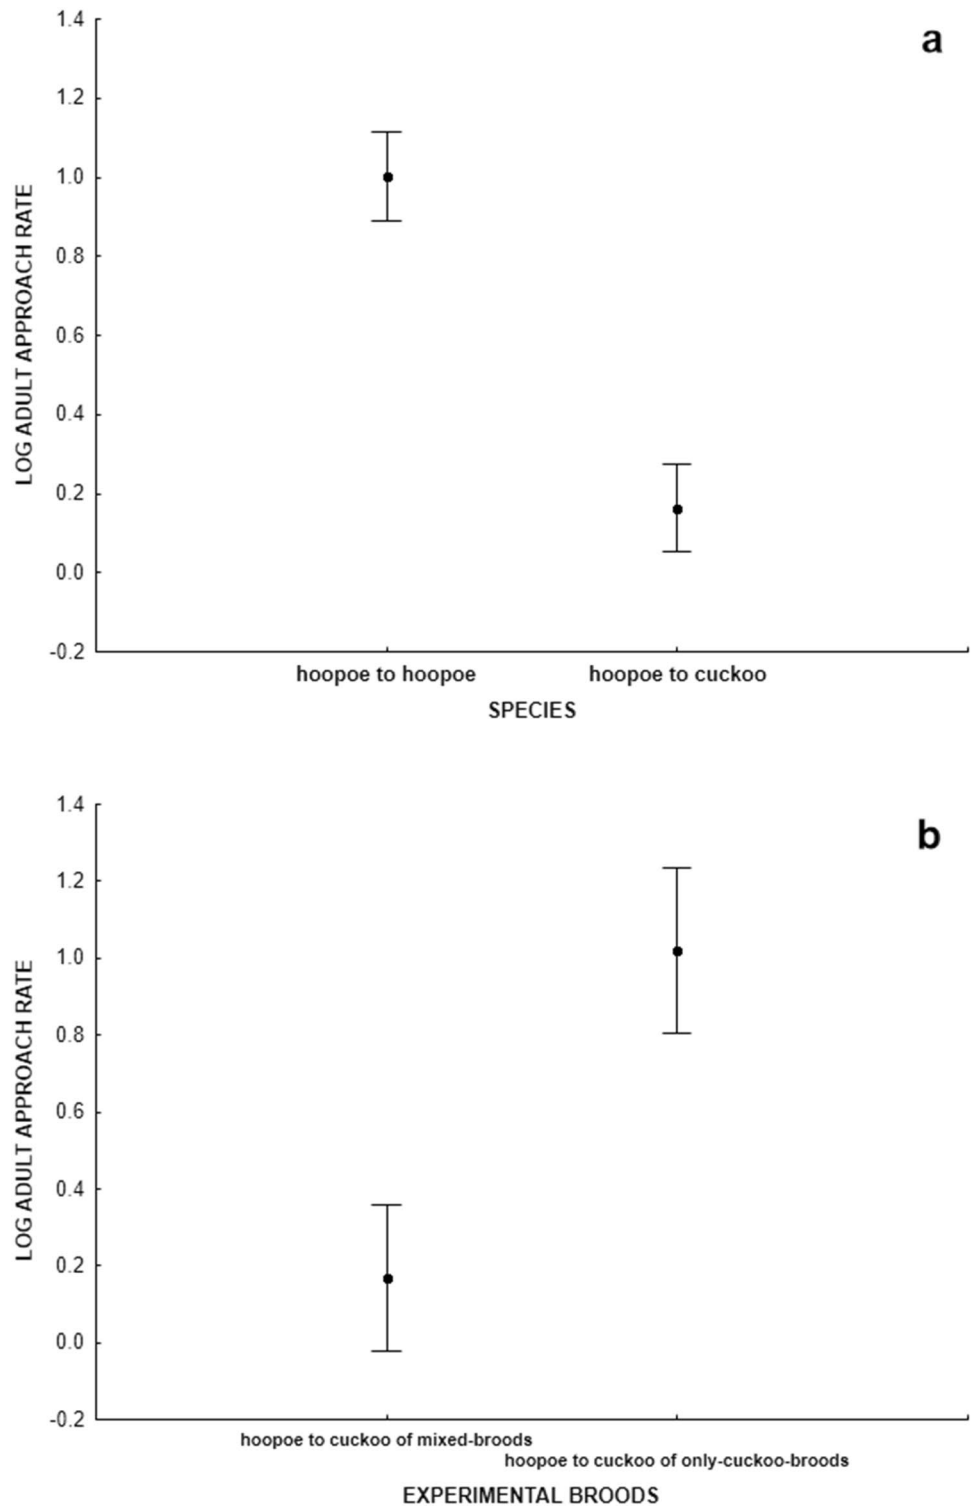 a
LOG ADULT APPROACH RATE
1.4
1.2
1.0
0.8
0.6
0.4
0.2
0.0
-0.2
hoopoe to hoopoe
hoopoe to cuckoo
SPECIES
b
LOG ADULT APPROACH RATE
1.4
1.2
1.0
0.8
0.6
0.4
0.2
0.0
-0.2
hoopoe to cuckoo of mixed-broods
hoopoe to cuckoo of only-cuckoo-broods
EXPERIMENTAL BROODS